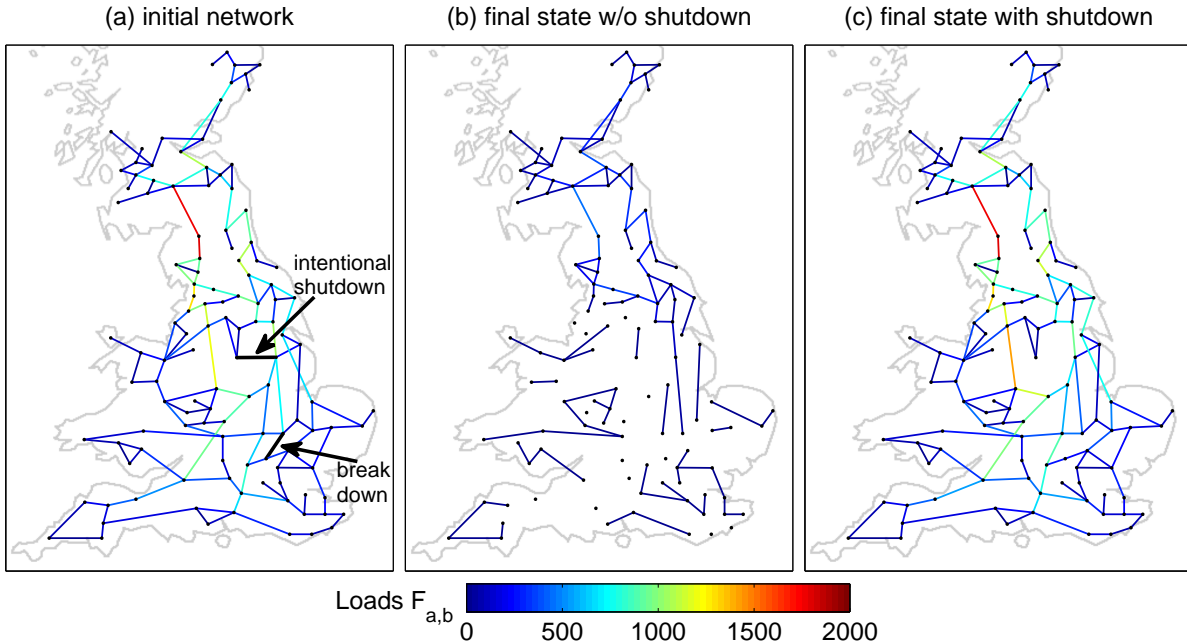 (a) initial network
(b) final state w/o shutdown
(c) final state with shutdown
intentional
shutdown
break
down
Loads F a,b
0 500 1000 1500 2000